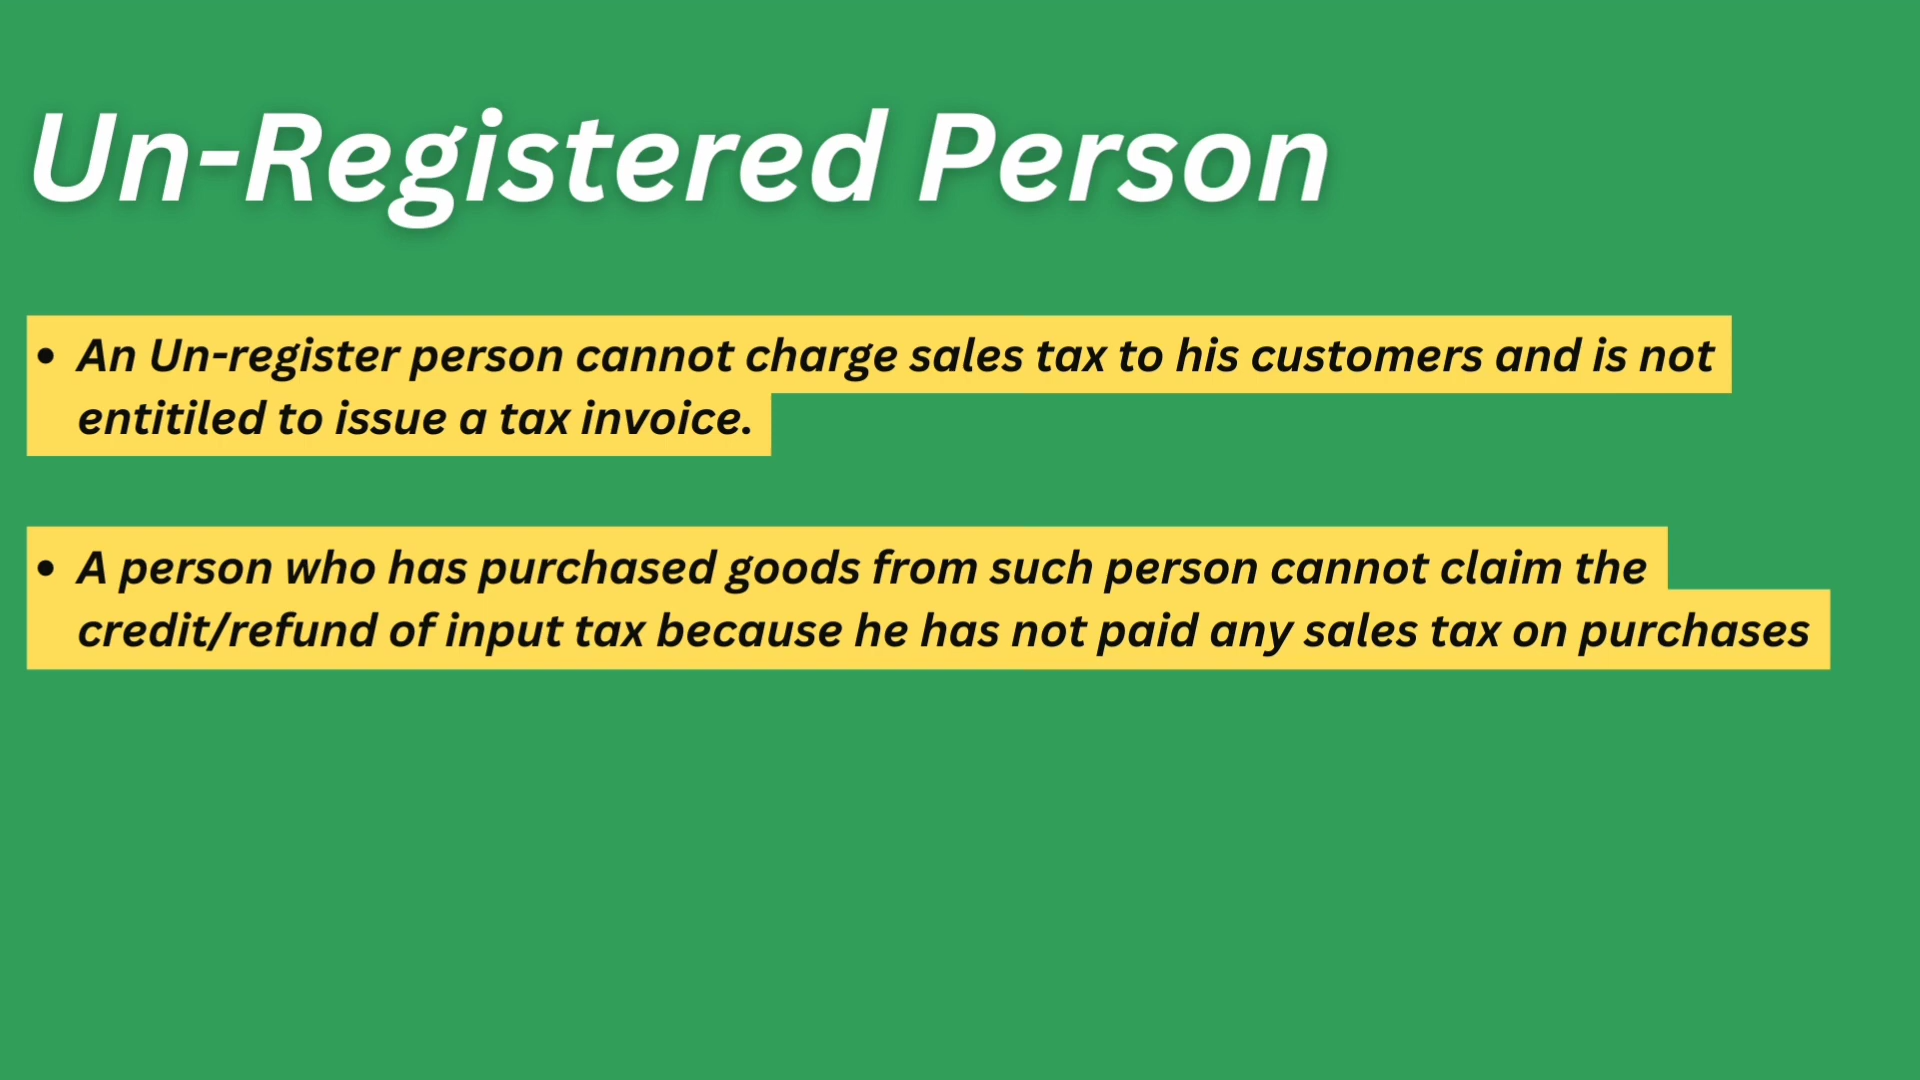 Un-Registered Person
• An Un-register person cannot charge sales tax to his customers and is not
entitiled to issue a tax invoice.
• A person who has purchased goods from such person cannot claim the
credit/refund of input tax because he has not paid any sales tax on purchases